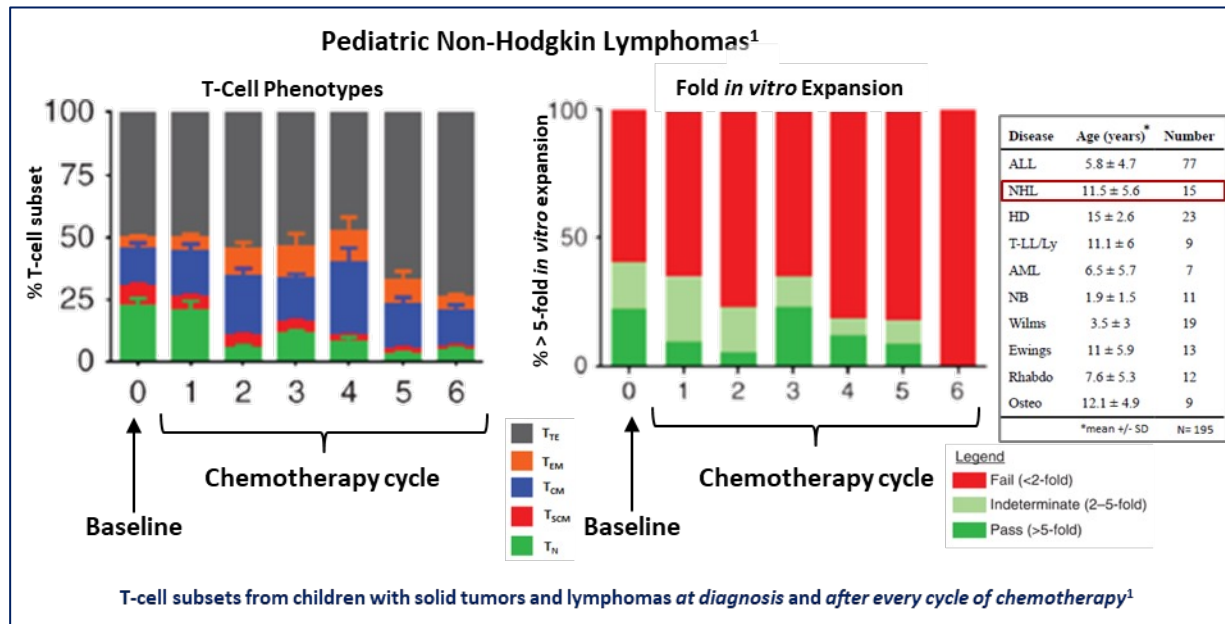 Pediatric Non-Hodgkin Lymphomas1
T-Cell Phenotypes
% T-cell subset
100
75
50
25
0
0 1 2 3 4 5 6
Baseline
Chemotherapy cycle
TTE
TEM
TCM
TSCM
TN
Fold in vitro Expansion
% > 5-fold in vitro expansion
100
50
0
0 1 2 3 4 5 6
Baseline
Chemotherapy cycle
Disease Age (years)* Number
ALL 5.8 ± 4.7 77
NHL 11.5 ± 5.6 15
HD 15 ± 2.6 23
T-LL/Ly 11.1 ± 6 9
AML 6.5 ± 5.7 7
NB 1.9 ± 1.5 11
Wilms 3.5 ± 3 19
Ewings 11 ± 5.9 13
Rhabdo 7.6 ± 5.3 12
Osteo 12.1 ± 4.9 9
*mean +/- SD N= 195
Legend
Fail (<2-fold)
Indeterminate (2–5-fold)
Pass (>5-fold)
T-cell subsets from children with solid tumors and lymphomas at diagnosis and after every cycle of chemotherapy1